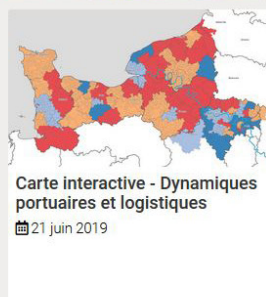 Carte interactive - Dynamiques
portuaires et logistiques
21 juin 2019